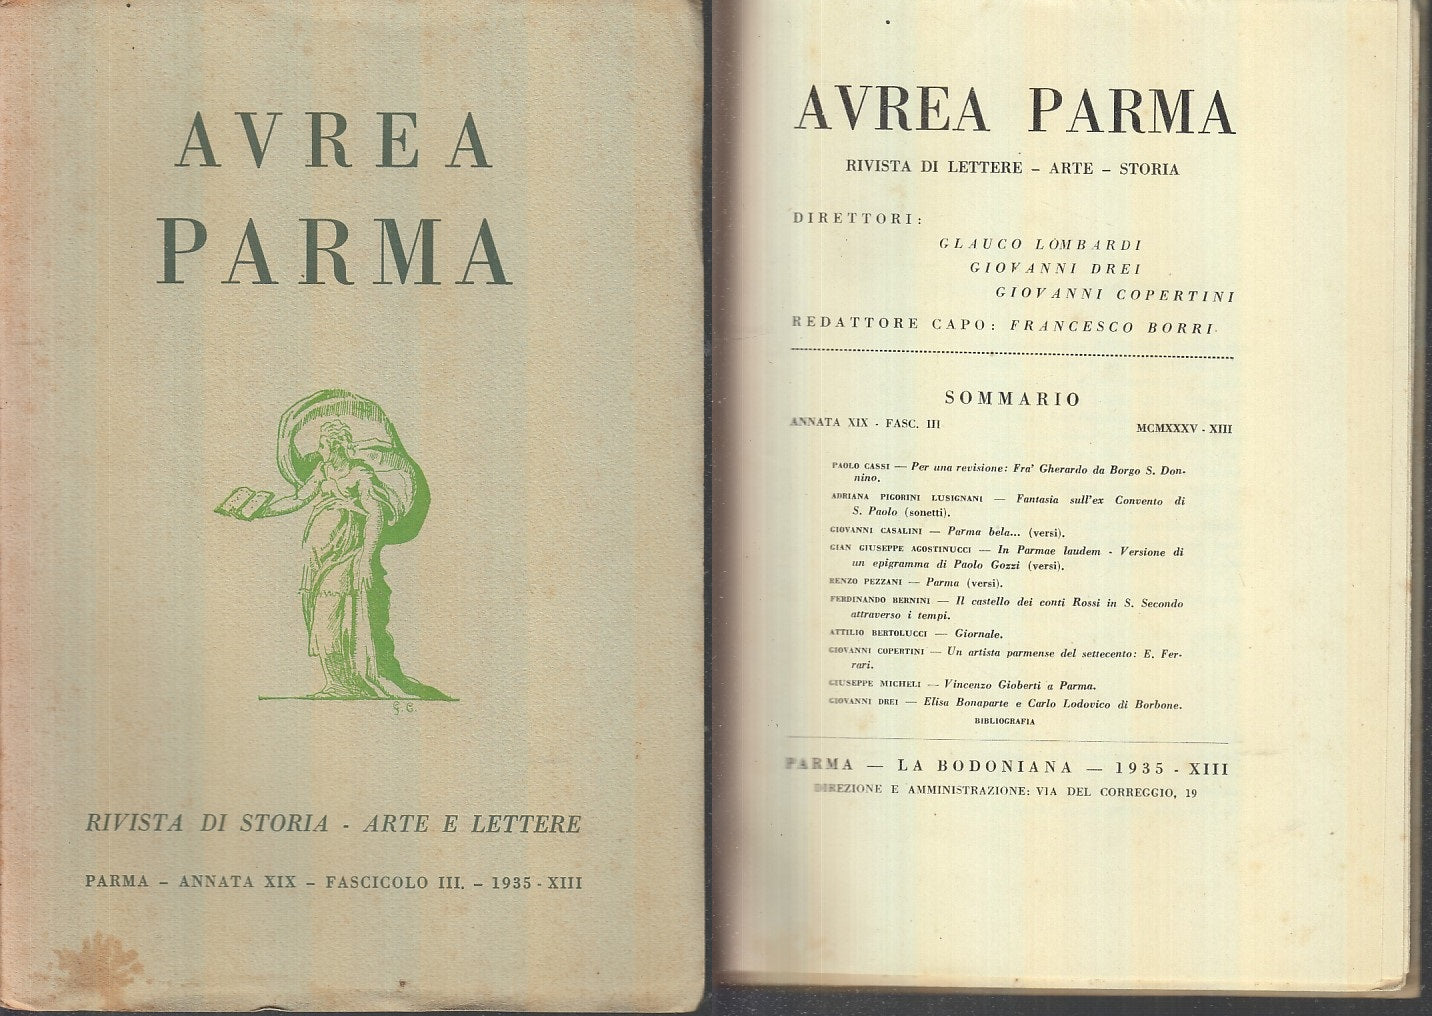 AVREA
PARMA
G. C.
RIVISTA DI STORIA - ARTE E LETTERE
PARMA - ANNATA XIX - FASCICOLO III. - 1935 - XIII
AVREA PARMA
RIVISTA DI LETTERE - ARTE - STORIA
DIRETTORI:
GLAUCO LOMBARDI
GIOVANNI DREI
GIOVANNI COPERTINI
REDATTORE CAPO: FRANCESCO BORRI
SOMMARIO
ANNATA XIX - FASC. III MCMXXXV - XIII
PAOLO CASSI — Per una revisione: Fra' Gherardo da Borgo S. Don-
nino.
ADRIANA PIGORINI LUSIGNANI — Fantasia sull'ex Convento di
S. Paolo (sonetti).
GIOVANNI CASALINI — Parma bela... (versi).
GIAN GIUSEPPE AGOSTINUCCI — In Parmae laudem - Versione di
un epigramma di Paolo Gozzi (versi).
RENZO PEZZANI — Parma (versi).
FERDINANDO BERNINI — Il castello dei conti Rossi in S. Secondo
attraverso i tempi.
ATTILIO BERTOLUCCI — Giornale.
GIOVANNI COPERTINI — Un artista parmense del settecento: E. Fer-
rari.
GIUSEPPE MICHELI — Vincenzo Gioberti a Parma.
GIOVANNI DREI — Elisa Bonaparte e Carlo Lodovico di Borbone.
BIBLIOGRAFIA
PARMA — LA BODONIANA — 1935 - XIII
DIREZIONE E AMMINISTRAZIONE: VIA DEL CORREGGIO, 19